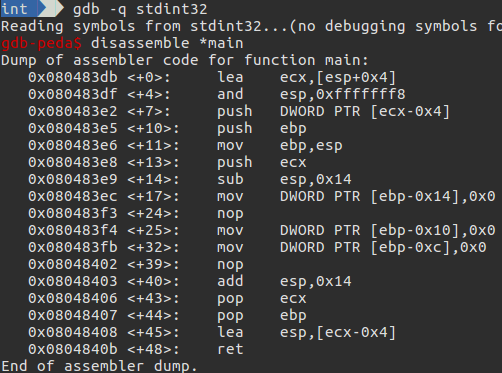 int gdb -q stdint32
Reading symbols from stdint32...(no debugging symbols fo
gdb-peda$ disassemble *main
Dump of assembler code for function main:
0x080483db <+0>: lea ecx,[esp+0x4]
0x080483df <+4>: and esp,0xfffffff8
0x080483e2 <+7>: push DWORD PTR [ecx-0x4]
0x080483e5 <+10>: push ebp
0x080483e6 <+11>: mov ebp,esp
0x080483e8 <+13>: push ecx
0x080483e9 <+14>: sub esp,0x14
0x080483ec <+17>: mov DWORD PTR [ebp-0x14],0x0
0x080483f3 <+24>: nop
0x080483f4 <+25>: mov DWORD PTR [ebp-0x10],0x0
0x080483fb <+32>: mov DWORD PTR [ebp-0xc],0x0
0x08048402 <+39>: nop
0x08048403 <+40>: add esp,0x14
0x08048406 <+43>: pop ecx
0x08048407 <+44>: pop ebp
0x08048408 <+45>: lea esp,[ecx-0x4]
0x0804840b <+48>: ret
End of assembler dump.